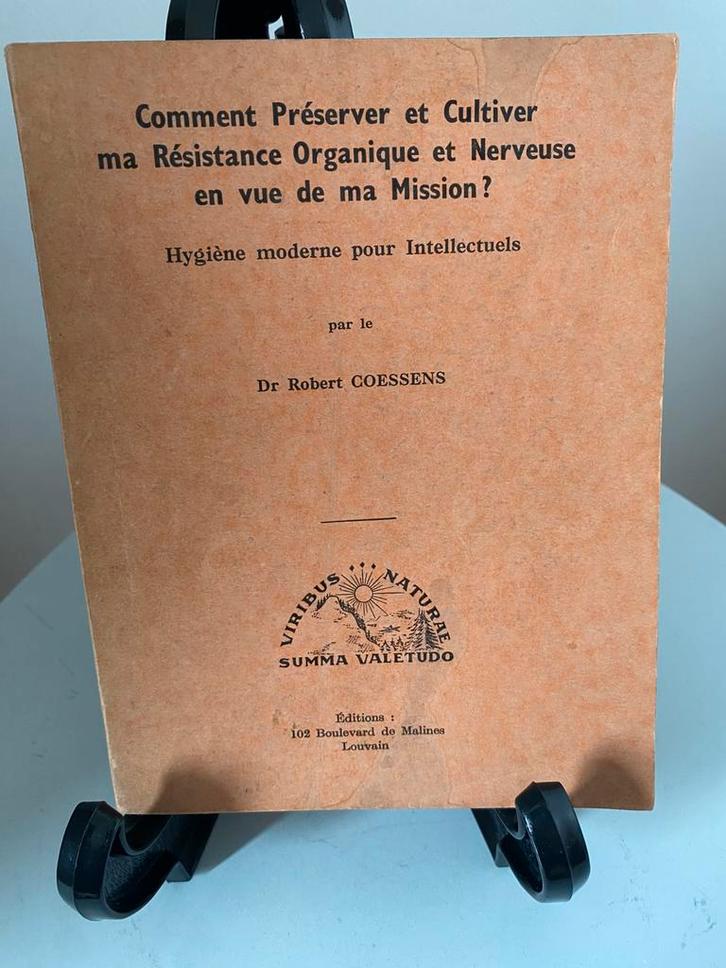 Comment Préserver et Cultiver
ma Résistance Organique et Nerveuse
en vue de ma Mission ?
Hygiène moderne pour Intellectuels
par le
Dr Robert COESSENS
VIRIBUS NATURAE
SUMMA VALETUDO
Éditions :
102 Boulevard de Malines
Louvain